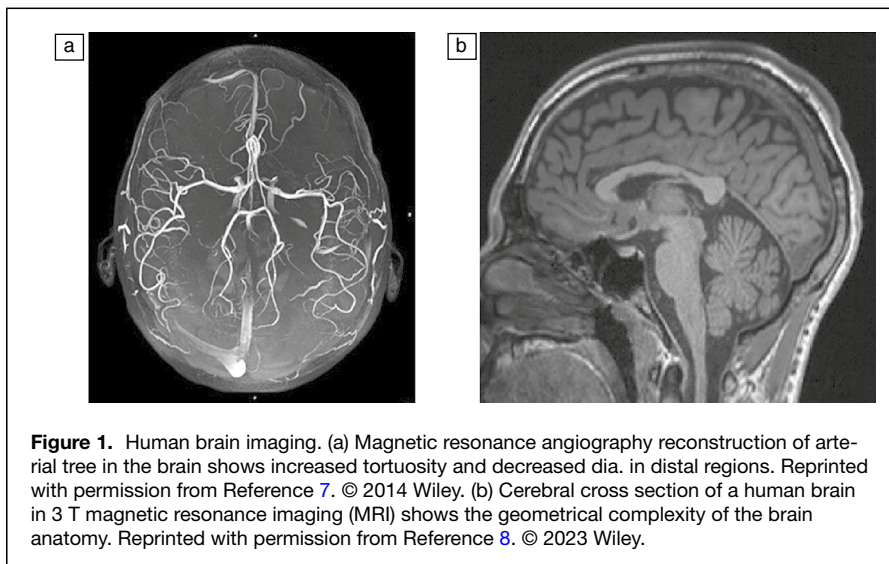 a
b
Figure 1. Human brain imaging. (a) Magnetic resonance angiography reconstruction of arte-
rial tree in the brain shows increased tortuosity and decreased dia. in distal regions. Reprinted
with permission from Reference 7. © 2014 Wiley. (b) Cerebral cross section of a human brain
in 3 T magnetic resonance imaging (MRI) shows the geometrical complexity of the brain
anatomy. Reprinted with permission from Reference 8. © 2023 Wiley.